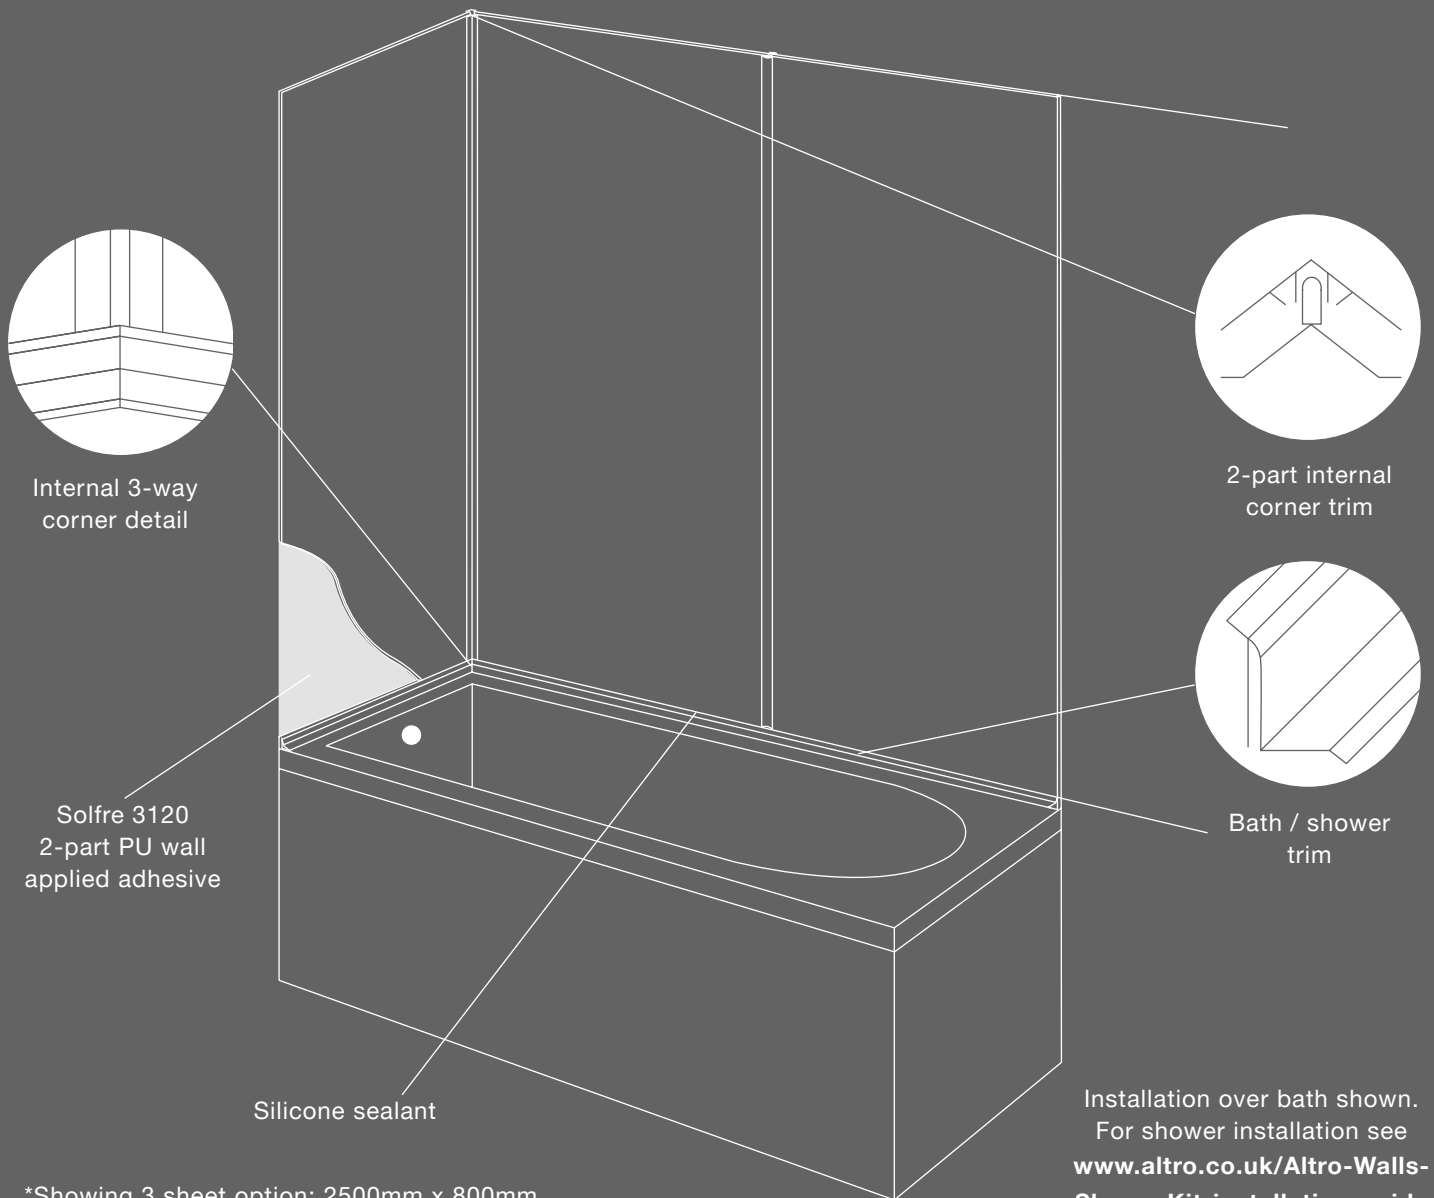 Internal 3-way
corner detail
2-part internal
corner trim
Solfre 3120
2-part PU wall
applied adhesive
Bath / shower
trim
Silicone sealant
Installation over bath shown.
For shower installation see
www.altro.co.uk/Altro-Walls-
*Showing 3 sheet option: 2500mm x 800mm